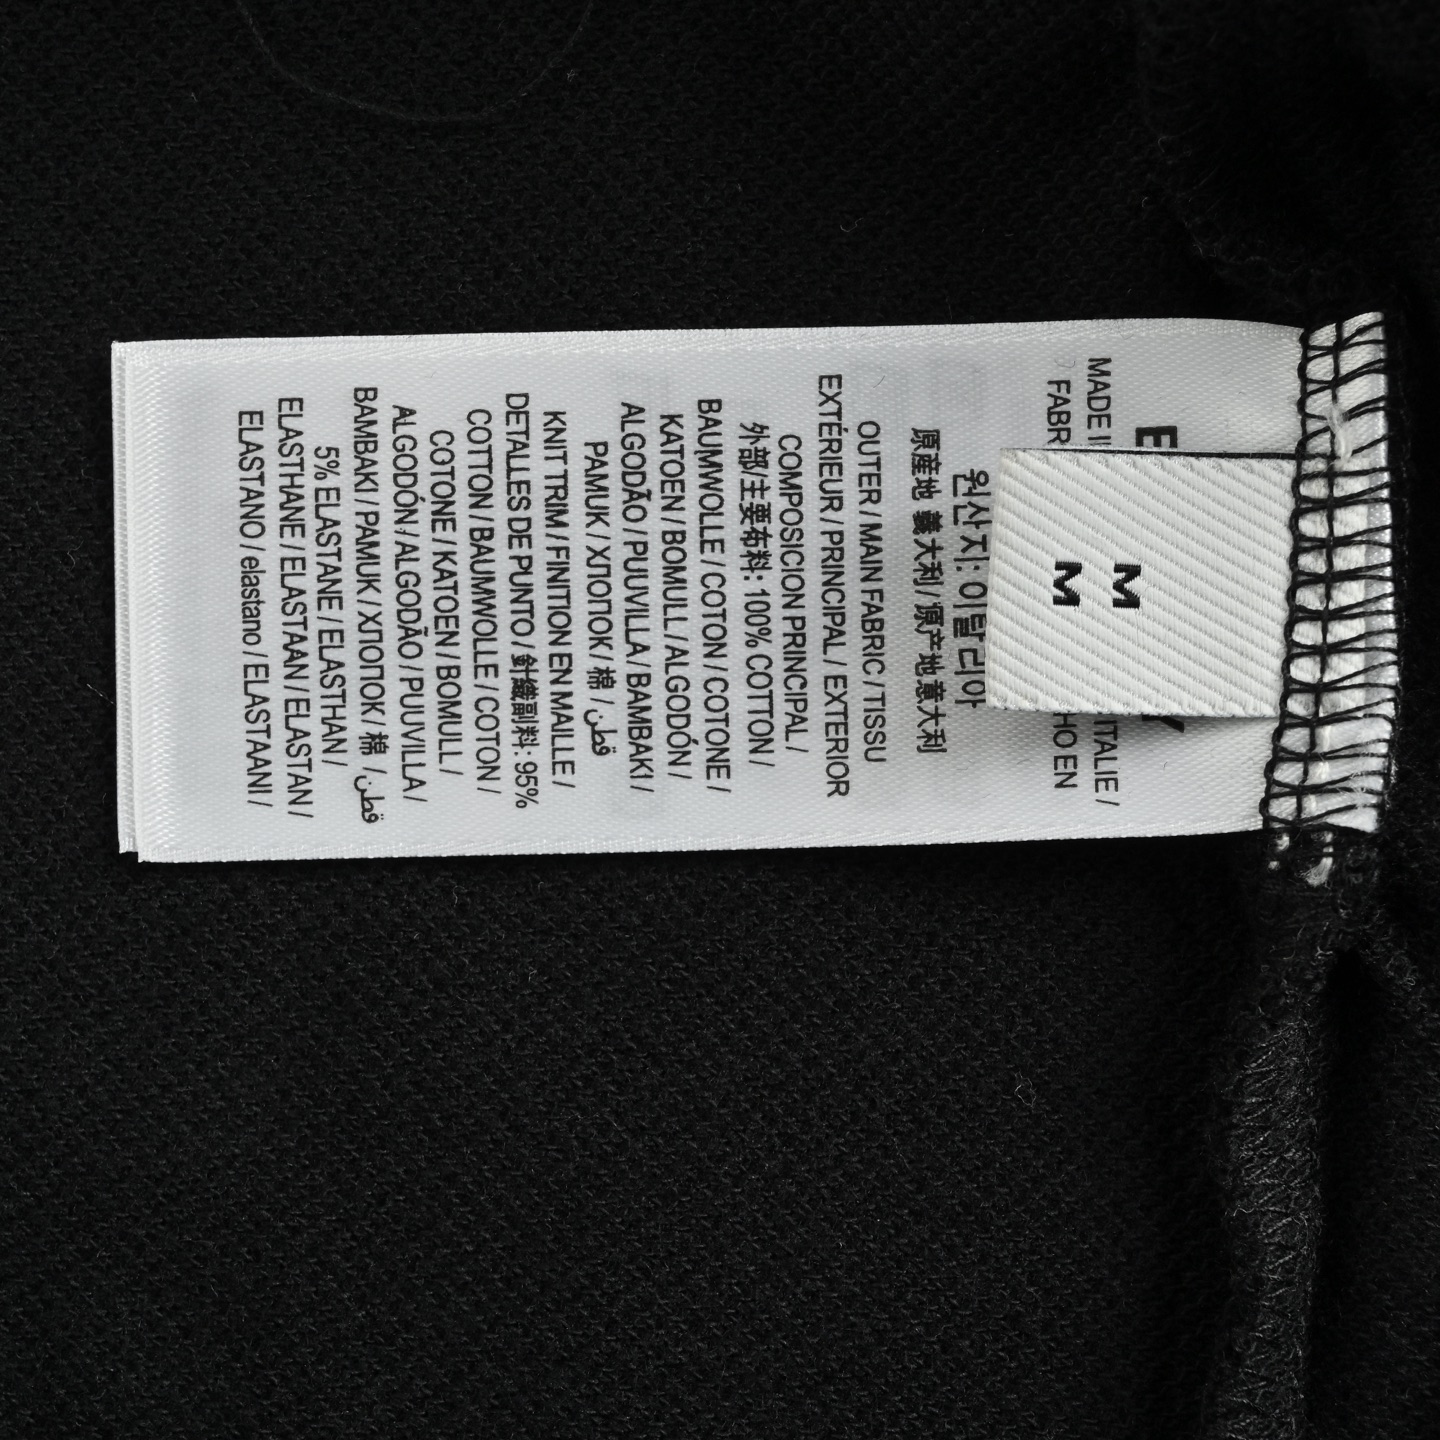 M
M
MADE I
ITALIE /
FABR
HO EN
원산지: 이탈리아
原産地 義大利 / 原产地意大利
OUTER / MAIN FABRIC / TISSU
EXTÉRIEUR / PRINCIPAL / EXTERIOR
COMPOSICION PRINCIPAL /
外部/主要布料: 100% COTTON /
BAUMWOLLE / COTON / COTONE /
KATOEN / BOMULL / ALGODÓN /
ALGODÃO / PUUVILLA / BAMBAKI /
PAMUK / ХПОПОК / 棉 / قطن
KNIT TRIM / FINITION EN MAILLE /
DETALLES DE PUNTO / 針織副料: 95%
COTTON / BAUMWOLLE / COTON /
COTONE / KATOEN / BOMULL /
ALGODÓN / ALGODÃO / PUUVILLA /
BAMBAKI / PAMUK / ХПОПОК / 棉 / قطن
5% ELASTANE / ELASTHAN /
ELASTHANE / ELASTAAN / ELASTAN /
ELASTANO / elastano / ELASTAANI /